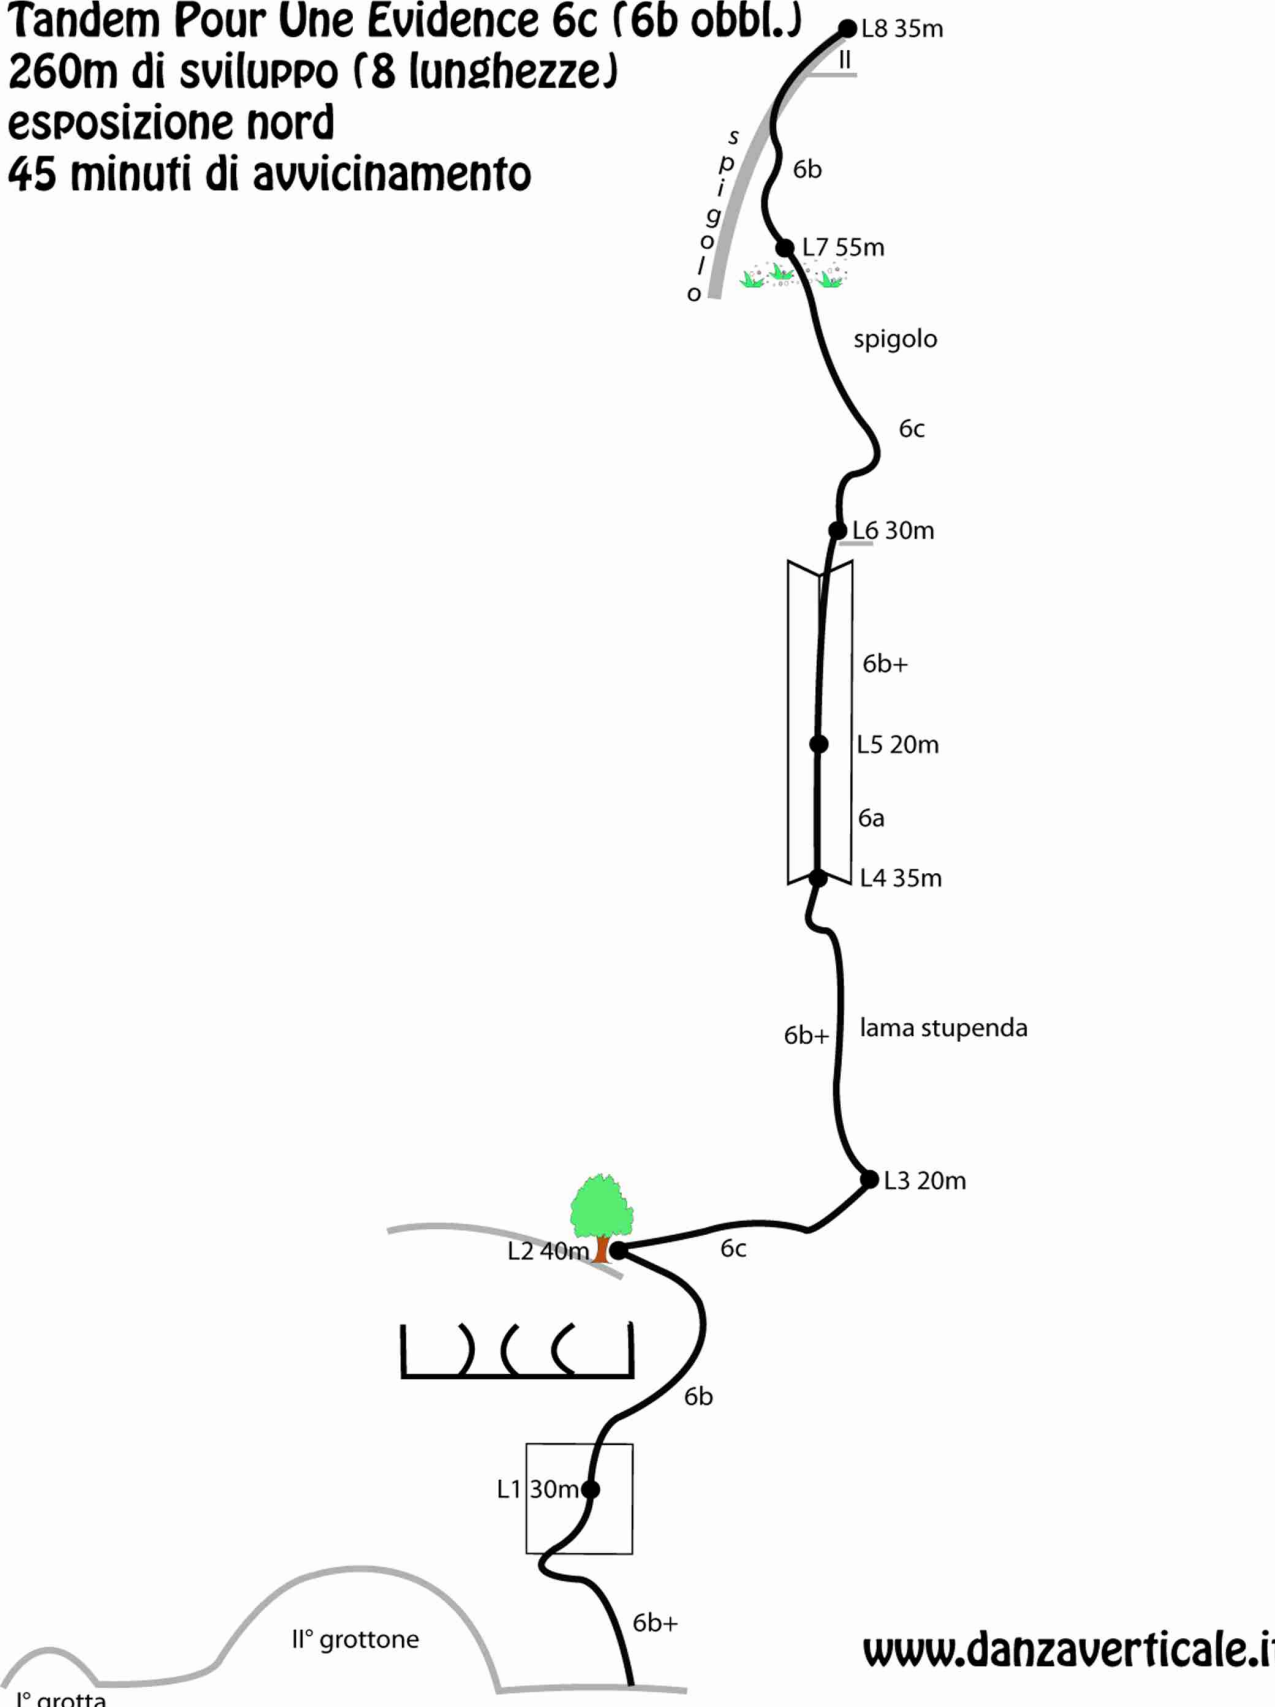 Tandem Pour Une Evidence 6c (6b obbl.)
260m di sviluppo (8 lunghezze)
esposizione nord
45 minuti di avvicinamento
L8 35m
II
spigolo
6b
L7 55m
spigolo
6c
L6 30m
6b+
L5 20m
6a
L4 35m
6b+
lama stupenda
L3 20m
L2 40m
6c
6b
L1 30m
6b+
II° grottone
I° grotta
www.danzaverticale.it